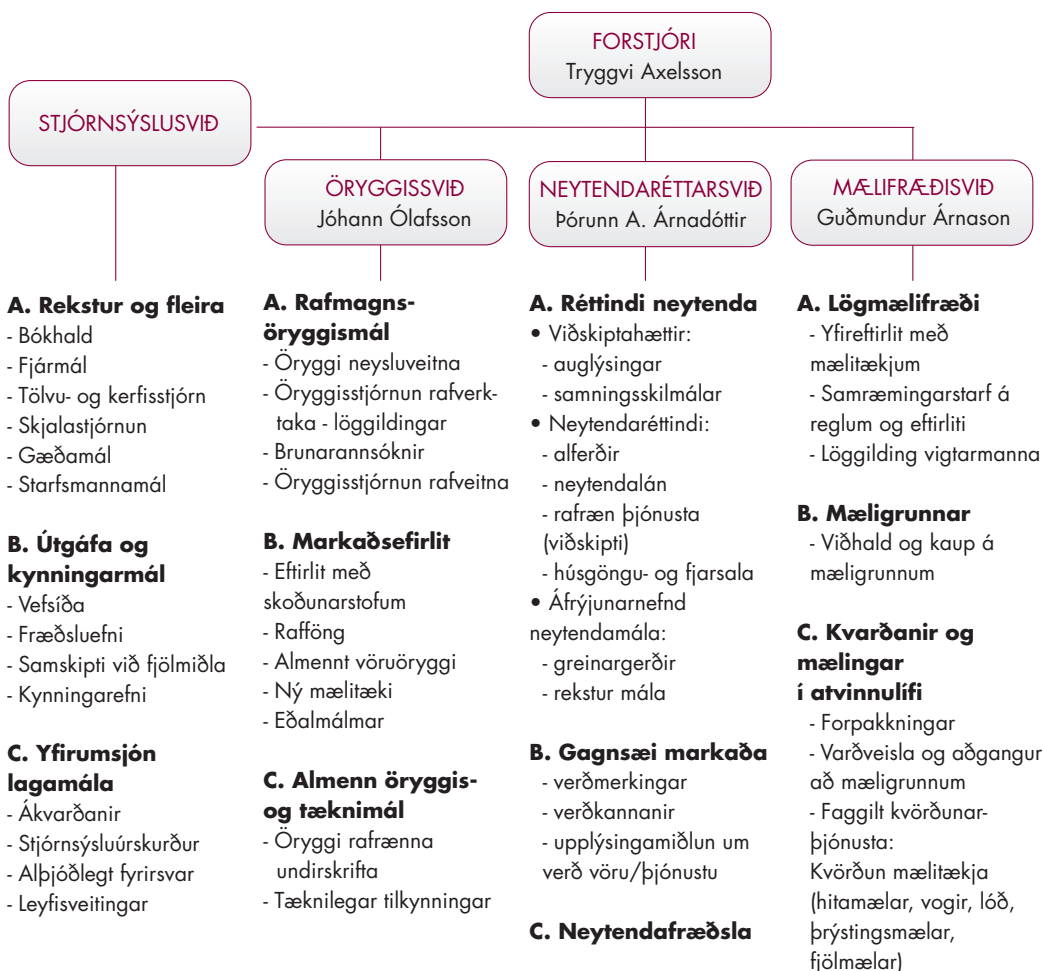 FORSTJÓRI
Tryggvi Axelsson
STJÓRNSÝSLUSVIÐ
ÖRYGGISSVIÐ
Jóhann Ólafsson
NEYTENDARÉTTARSVIÐ
Þórunn A. Árnadóttir
MÆLIFRÆÐISVIÐ
Guðmundur Árnason
A. Rekstur og fleira
- Bókhald
- Fjármál
- Tölvu- og kerfisstjórn
- Skjalastjórnun
- Gæðamál
- Starfsmannamál
B. Útgáfa og
kynningarmál
- Vefsíða
- Fræðsluefni
- Samskipti við fjölmiðla
- Kynningarefni
C. Yfirumsjón
lagamála
- Ákvarðanir
- Stjórnsýsluúrskurður
- Alþjóðlegt fyrirsvar
- Leyfisveitingar
A. Rafmagns-
öryggismál
- Öryggi neysluveitna
- Öryggisstjórnun rafverk-
taka - löggildingar
- Brunarannsóknir
- Öryggisstjórnun rafveitna
B. Markaðsefirlit
- Eftirlit með
skoðunarstofum
- Rafföng
- Almennt vöruöryggi
- Ný mælitæki
- Eðalmálmar
C. Almenn öryggis-
og tæknimál
- Öryggi rafrænna
undirskrifta
- Tæknilegar tilkynningar
A. Réttindi neytenda
• Viðskiptahættir:
- auglýsingar
- samningsskilmálar
• Neytendaréttindi:
- alferðir
- neytendalán
- rafræn þjónusta
(viðskipti)
- húsgöngu- og fjarsala
• Áfrýjunarnefnd
neytendamála:
- greinargerðir
- rekstur mála
B. Gagnsæi markaða
- verðmerkingar
- verðkannanir
- upplýsingamiðlun um
verð vöru/þjónustu
C. Neytendafræðsla
A. Lögmælifræði
- Yfireftirlit með
mælitækjum
- Samræmingarstarf á
reglum og eftirliti
- Löggilding vigtarmanna
B. Mæligrunnar
- Viðhald og kaup á
mæligrunnum
C. Kvarðanir og
mælingar
í atvinnulífi
- Forpakkningar
- Varðveisla og aðgangur
að mæligrunnum
- Faggilt kvörðunar-
þjónusta:
Kvörðun mælitækja
(hitamælar, vogir, lóð,
þrýstingsmælar,
fjölmælar)